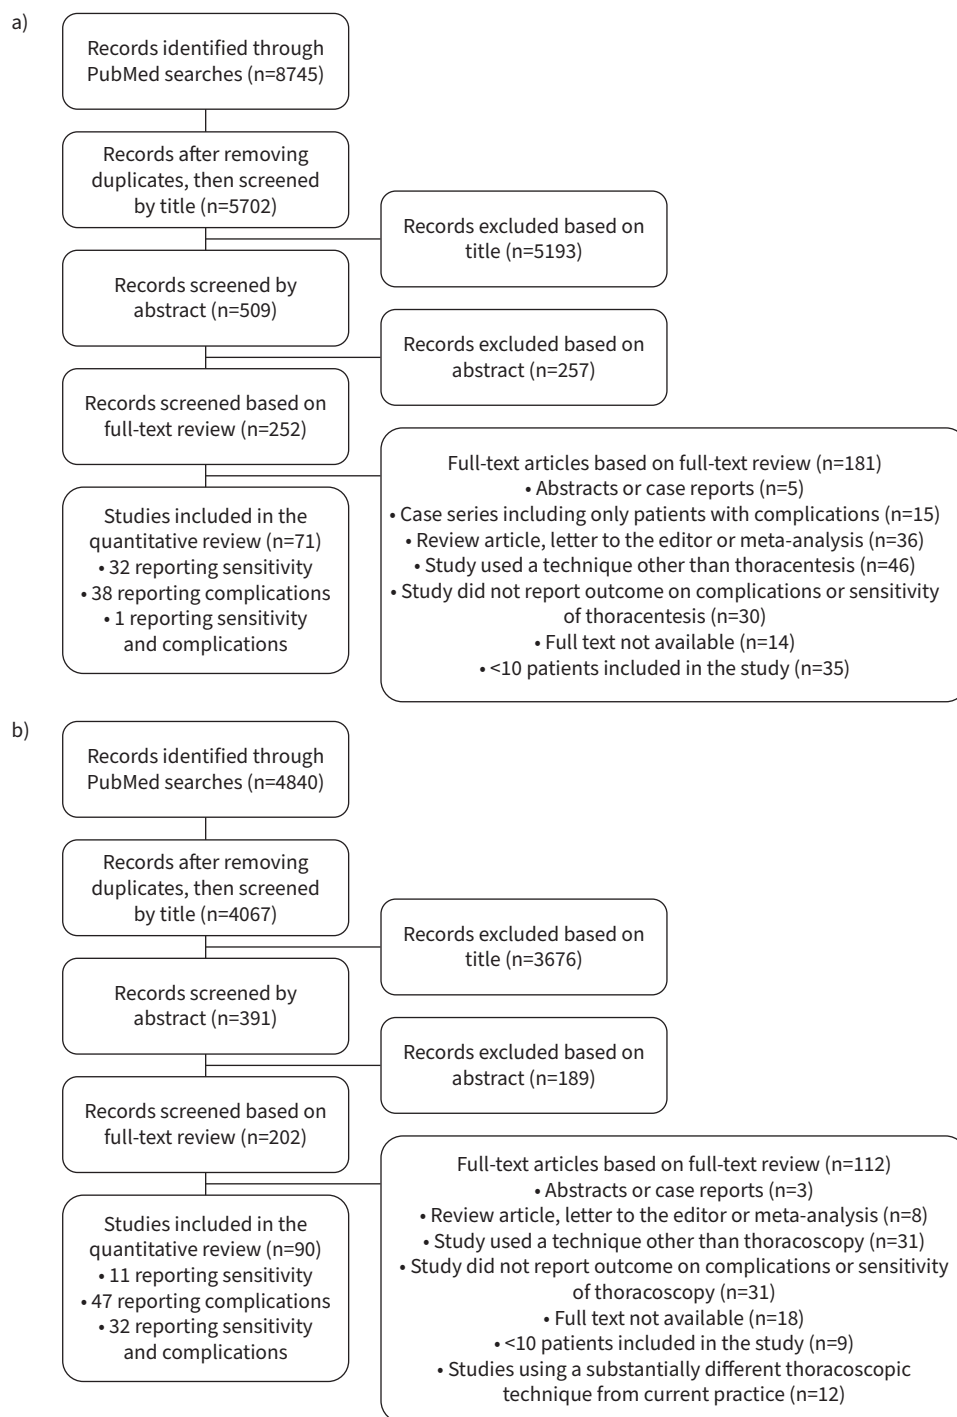 a)
Records identified through
PubMed searches (n=8745)
Records after removing
duplicates, then screened
by title (n=5702)
Records excluded based on
title (n=5193)
Records screened by
abstract (n=509)
Records excluded based on
abstract (n=257)
Records screened based on
full-text review (n=252)
Full-text articles based on full-text review (n=181)
• Abstracts or case reports (n=5)
• Case series including only patients with complications (n=15)
• Review article, letter to the editor or meta-analysis (n=36)
• Study used a technique other than thoracentesis (n=46)
• Study did not report outcome on complications or sensitivity
of thoracentesis (n=30)
• Full text not available (n=14)
• <10 patients included in the study (n=35)
Studies included in the
quantitative review (n=71)
• 32 reporting sensitivity
• 38 reporting complications
• 1 reporting sensitivity
and complications
b)
Records identified through
PubMed searches (n=4840)
Records after removing
duplicates, then screened
by title (n=4067)
Records excluded based on
title (n=3676)
Records screened by
abstract (n=391)
Records excluded based on
abstract (n=189)
Records screened based on
full-text review (n=202)
Full-text articles based on full-text review (n=112)
• Abstracts or case reports (n=3)
• Review article, letter to the editor or meta-analysis (n=8)
• Study used a technique other than thoracoscopy (n=31)
• Study did not report outcome on complications or sensitivity
of thoracoscopy (n=31)
• Full text not available (n=18)
• <10 patients included in the study (n=9)
• Studies using a substantially different thoracoscopic
technique from current practice (n=12)
Studies included in the
quantitative review (n=90)
• 11 reporting sensitivity
• 47 reporting complications
• 32 reporting sensitivity
and complications